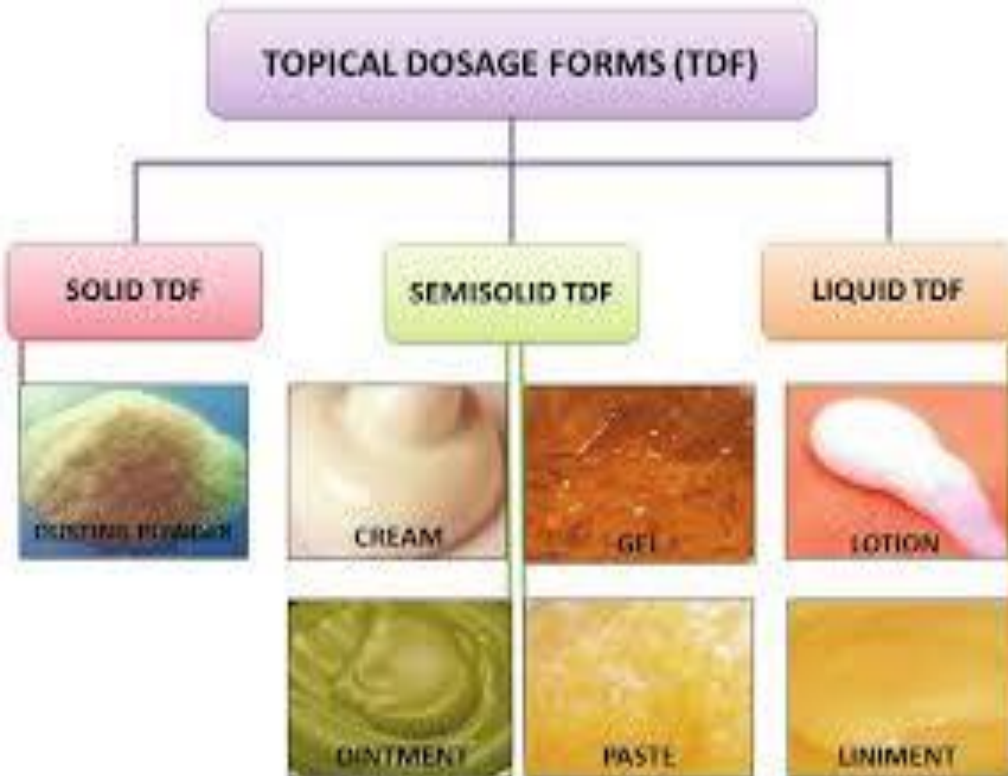 TOPICAL DOSAGE FORMS (TDF)
SOLID TDF
SEMISOLID TDF
LIQUID TDF
DUSTING POWDER
CREAM
GEL
LOTION
OINTMENT
PASTE
LINIMENT